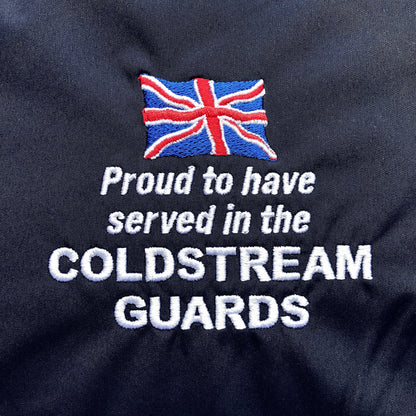 Proud to have
served in the
COLDSTREAM
GUARDS